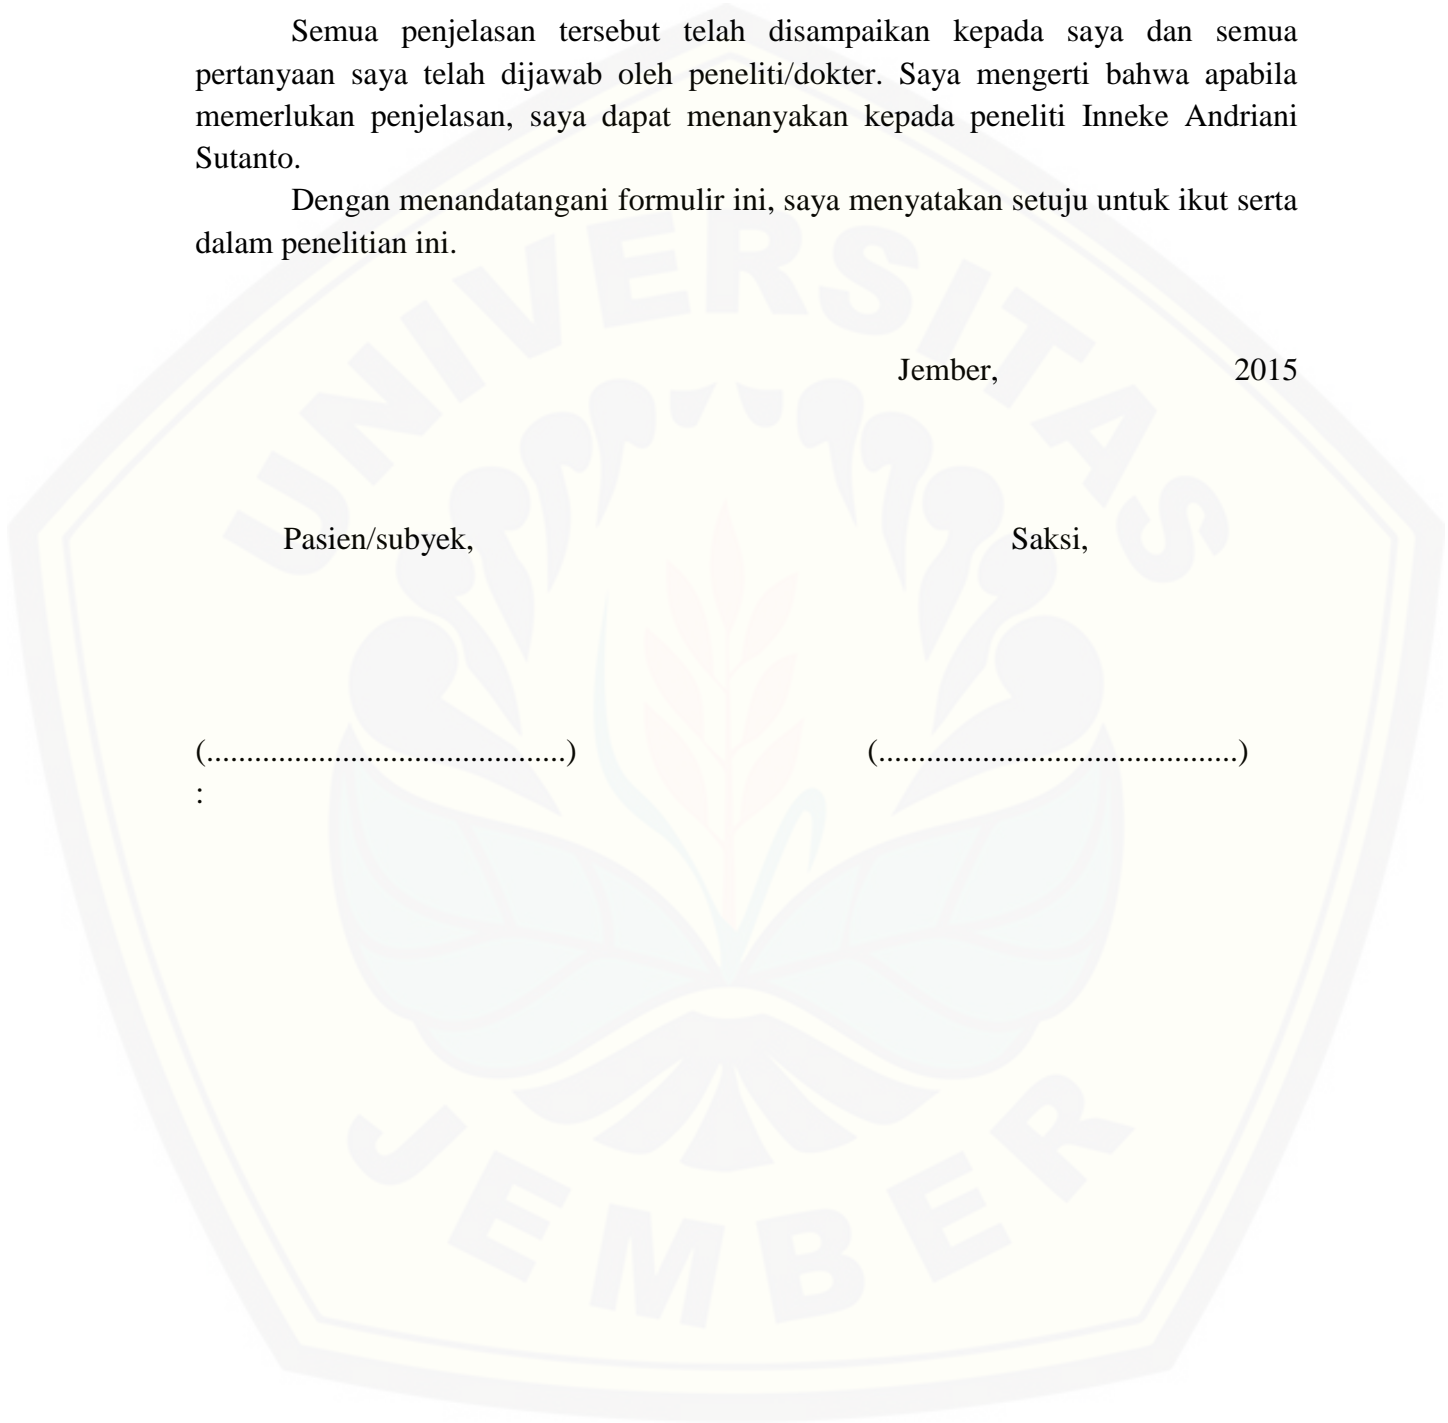 Semua penjelasan tersebut telah disampaikan kepada saya dan semua
pertanyaan saya telah dijawab oleh peneliti/dokter. Saya mengerti bahwa apabila
memerlukan penjelasan, saya dapat menanyakan kepada peneliti Inneke Andriani
Sutanto.
Dengan menandatangani formulir ini, saya menyatakan setuju untuk ikut serta
dalam penelitian ini.
UNIVERSITAS
Jember, 2015
Pasien/subyek, Saksi,
(.............................................) (.............................................)
:
JEMBER